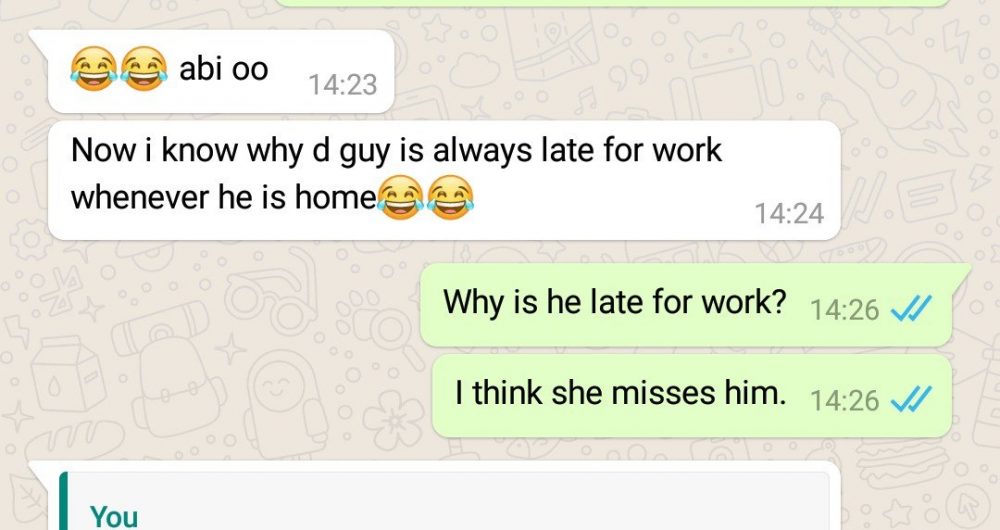 😂😂 abi oo 14:23
Now i know why d guy is always late for work
whenever he is home😂😂 14:24
Why is he late for work? 14:26
I think she misses him. 14:26
You